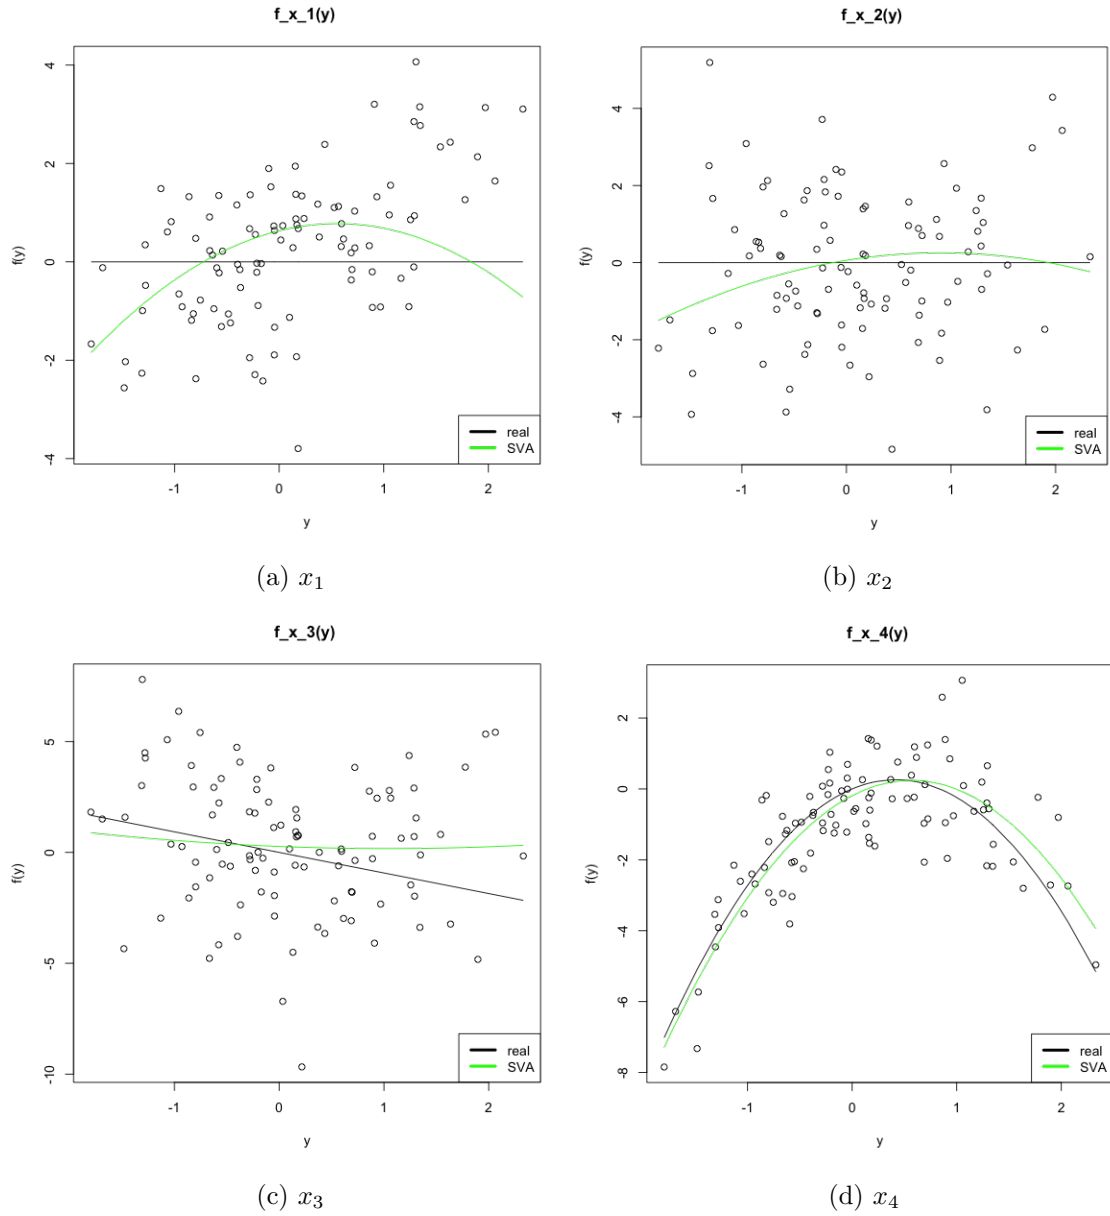 f_x_1(y)
f(y)
4
2
0
-2
-4
-1
0
1
2
y
real
SVA
(a) x₁
f_x_2(y)
f(y)
4
2
0
-2
-4
-1
0
1
2
y
real
SVA
(b) x₂
f_x_3(y)
f(y)
5
0
-5
-10
-1
0
1
2
y
real
SVA
(c) x₃
f_x_4(y)
f(y)
2
0
-2
-4
-6
-8
-1
0
1
2
y
real
SVA
(d) x₄